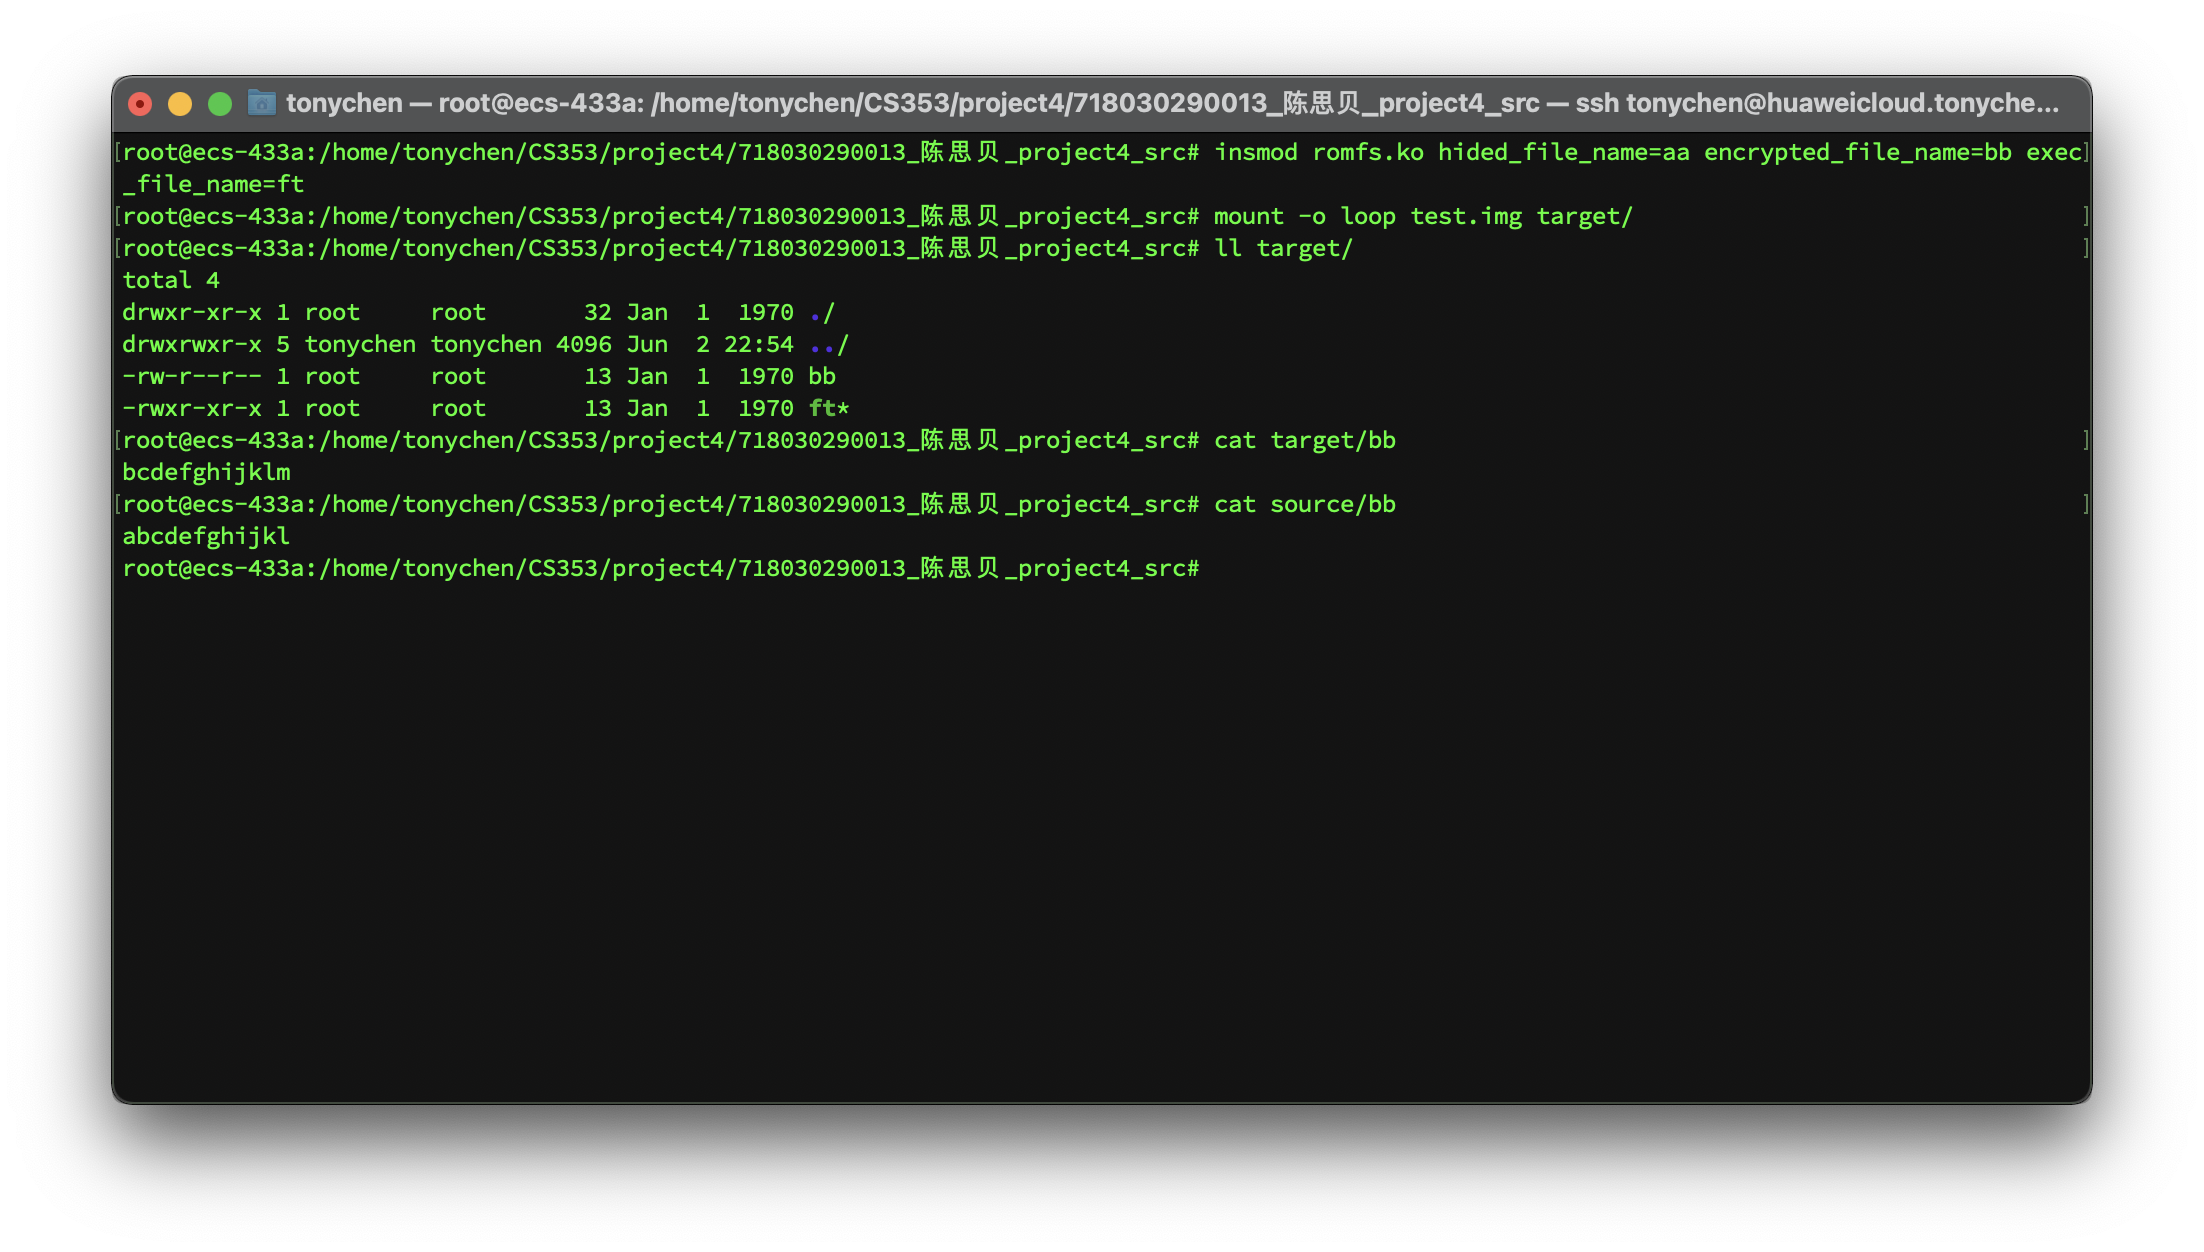 tonychen — root@ecs-433a: /home/tonychen/CS353/project4/718030290013_陈思贝_project4_src — ssh tonychen@huaweicloud.tonyche...
[root@ecs-433a:/home/tonychen/CS353/project4/718030290013_陈思贝_project4_src# insmod romfs.ko hided_file_name=aa encrypted_file_name=bb exec]
_file_name=ft
[root@ecs-433a:/home/tonychen/CS353/project4/718030290013_陈思贝_project4_src# mount -o loop test.img target/ ]
[root@ecs-433a:/home/tonychen/CS353/project4/718030290013_陈思贝_project4_src# ll target/ ]
total 4
drwxr-xr-x 1 root     root       32 Jan  1  1970 ./
drwxrwxr-x 5 tonychen tonychen 4096 Jun  2 22:54 ../
-rw-r--r-- 1 root     root       13 Jan  1  1970 bb
-rwxr-xr-x 1 root     root       13 Jan  1  1970 ft*
[root@ecs-433a:/home/tonychen/CS353/project4/718030290013_陈思贝_project4_src# cat target/bb ]
bcdefghijklm
[root@ecs-433a:/home/tonychen/CS353/project4/718030290013_陈思贝_project4_src# cat source/bb ]
abcdefghijkl
root@ecs-433a:/home/tonychen/CS353/project4/718030290013_陈思贝_project4_src#